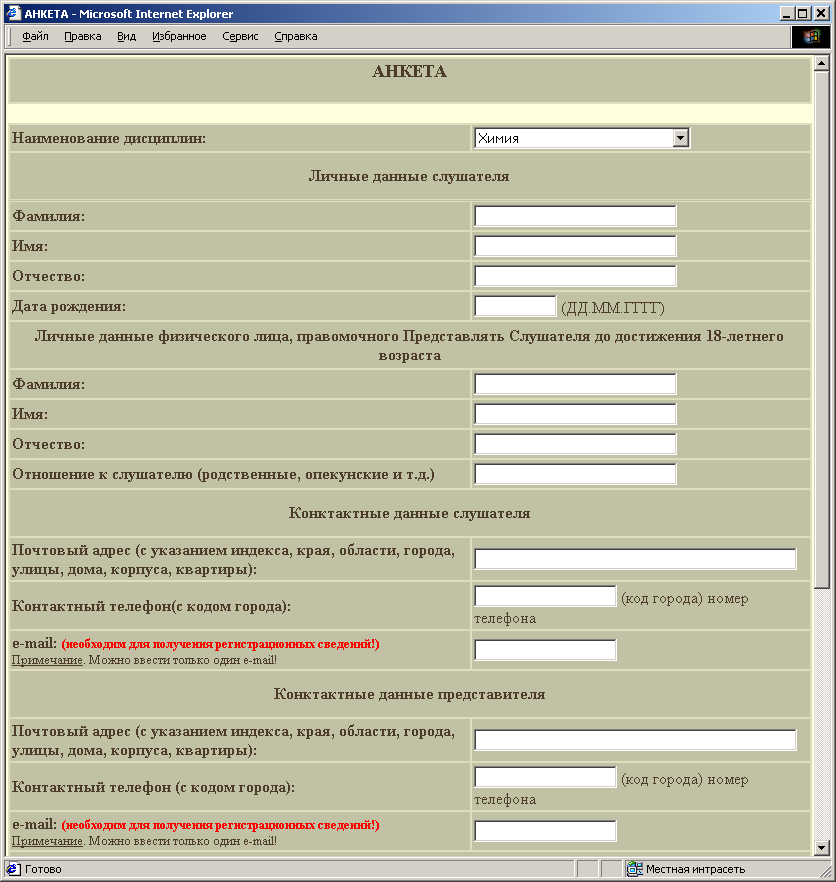 АНКЕТА - Microsoft Internet Explorer
Файл Правка Вид Избранное Сервис Справка
АНКЕТА
Наименование дисциплин: Химия
Личные данные слушателя
Фамилия:
Имя:
Отчество:
Дата рождения: (ДД.ММ.ГГГГ)
Личные данные физического лица, правомочного Представлять Слушателя до достижения 18-летнего
возраста
Фамилия:
Имя:
Отчество:
Отношение к слушателю (родственные, опекунские и т.д.)
Конктактные данные слушателя
Почтовый адрес (с указанием индекса, края, области, города,
улицы, дома, корпуса, квартиры):
Контактный телефон(с кодом города): (код города) номер
телефона
e-mail: (необходим для получения регистрационных сведений!)
Примечание. Можно ввести только один e-mail!
Конктактные данные представителя
Почтовый адрес (с указанием индекса, края, области, города,
улицы, дома, корпуса, квартиры):
Контактный телефон (с кодом города): (код города) номер
телефона
e-mail: (необходим для получения регистрационных сведений!)
Примечание. Можно ввести только один e-mail!
Готово Местная интрасеть